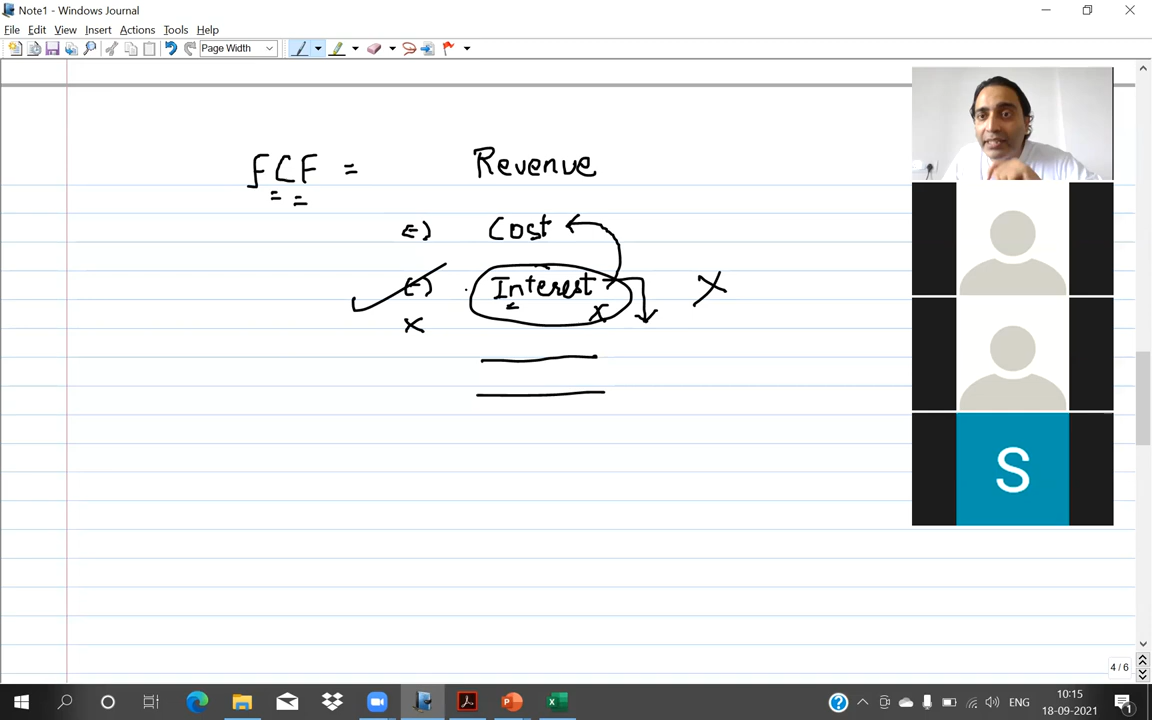 Note1 - Windows Journal
File Edit View Insert Actions Tools Help
Page Width
FCF = Revenue
(-) Cost
(-) Interest X
X X
S
4 / 6
ENG
10:15
18-09-2021
1